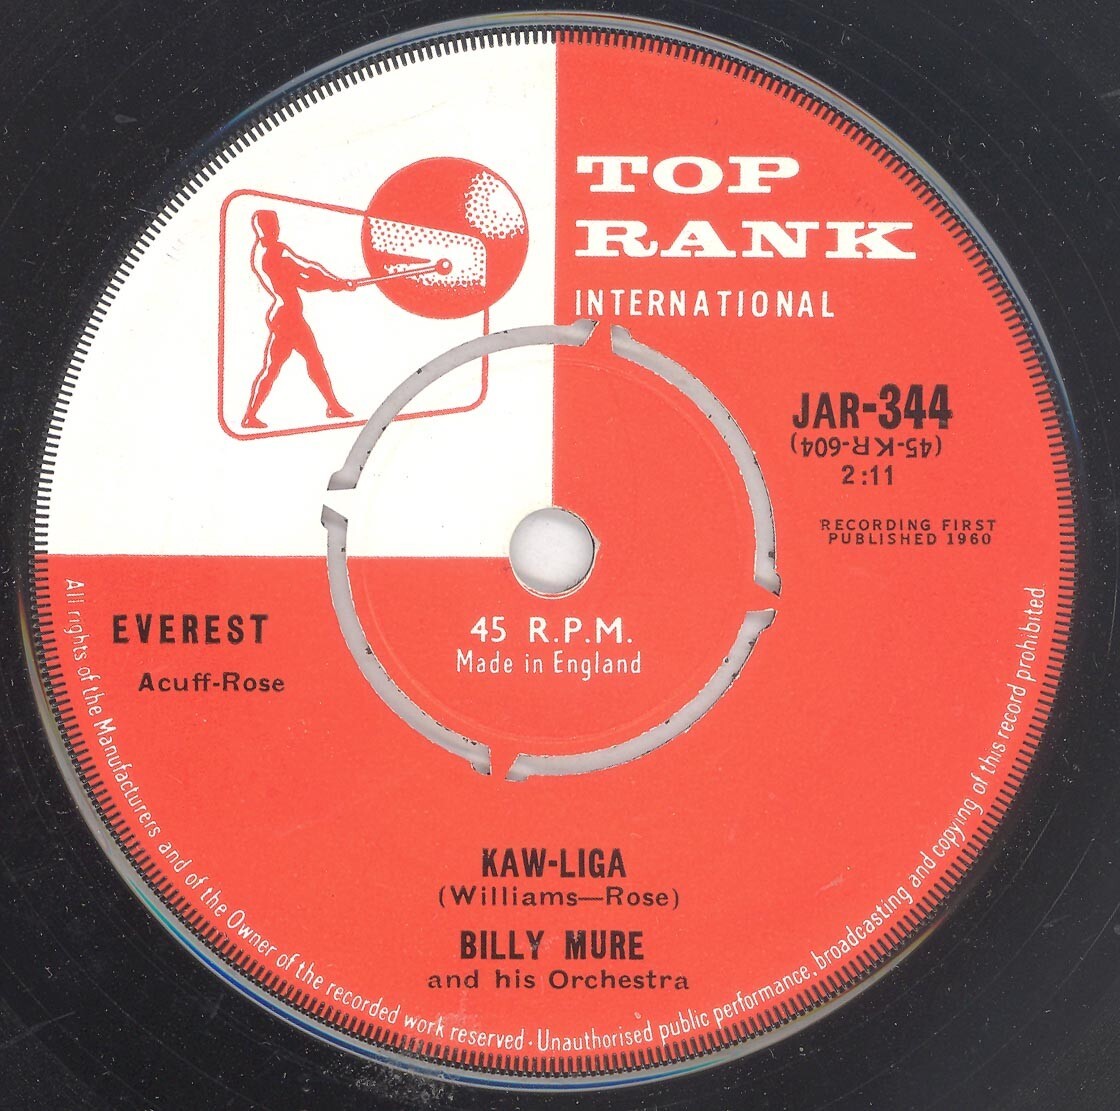 TOP
RANK
INTERNATIONAL
JAR-344
(45-KR-604)
2:11
RECORDING FIRST
PUBLISHED 1960
EVEREST
Acuff-Rose
45 R.P.M.
Made in England
KAW-LIGA
(Williams—Rose)
BILLY MURE
and his Orchestra
All rights of the Manufacturers and of the Owner of the recorded work reserved · Unauthorised public performance, broadcasting and copying of this record prohibited